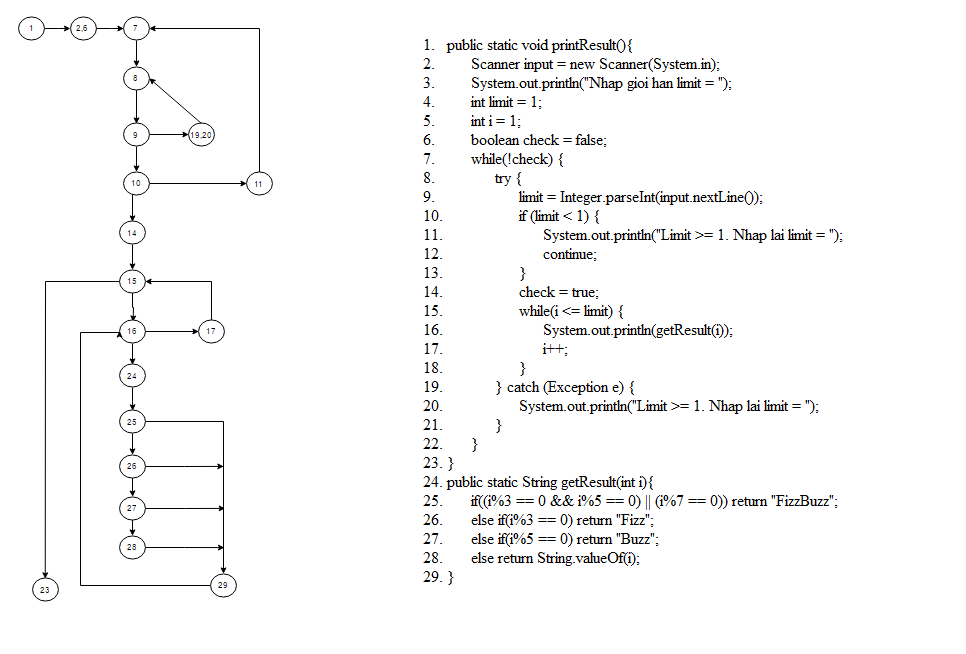 1
2,6
7
8
9
19,20
10
11
14
15
16
17
24
25
26
27
28
23
29
1. public static void printResult(){
2. Scanner input = new Scanner(System.in);
3. System.out.println("Nhap gioi han limit = ");
4. int limit = 1;
5. int i = 1;
6. boolean check = false;
7. while(!check) {
8. try {
9. limit = Integer.parseInt(input.nextLine());
10. if (limit < 1) {
11. System.out.println("Limit >= 1. Nhap lai limit = ");
12. continue;
13. }
14. check = true;
15. while(i <= limit) {
16. System.out.println(getResult(i));
17. i++;
18. }
19. } catch (Exception e) {
20. System.out.println("Limit >= 1. Nhap lai limit = ");
21. }
22. }
23. }
24. public static String getResult(int i){
25. if((i%3 == 0 && i%5 == 0) || (i%7 == 0)) return "FizzBuzz";
26. else if(i%3 == 0) return "Fizz";
27. else if(i%5 == 0) return "Buzz";
28. else return String.valueOf(i);
29. }